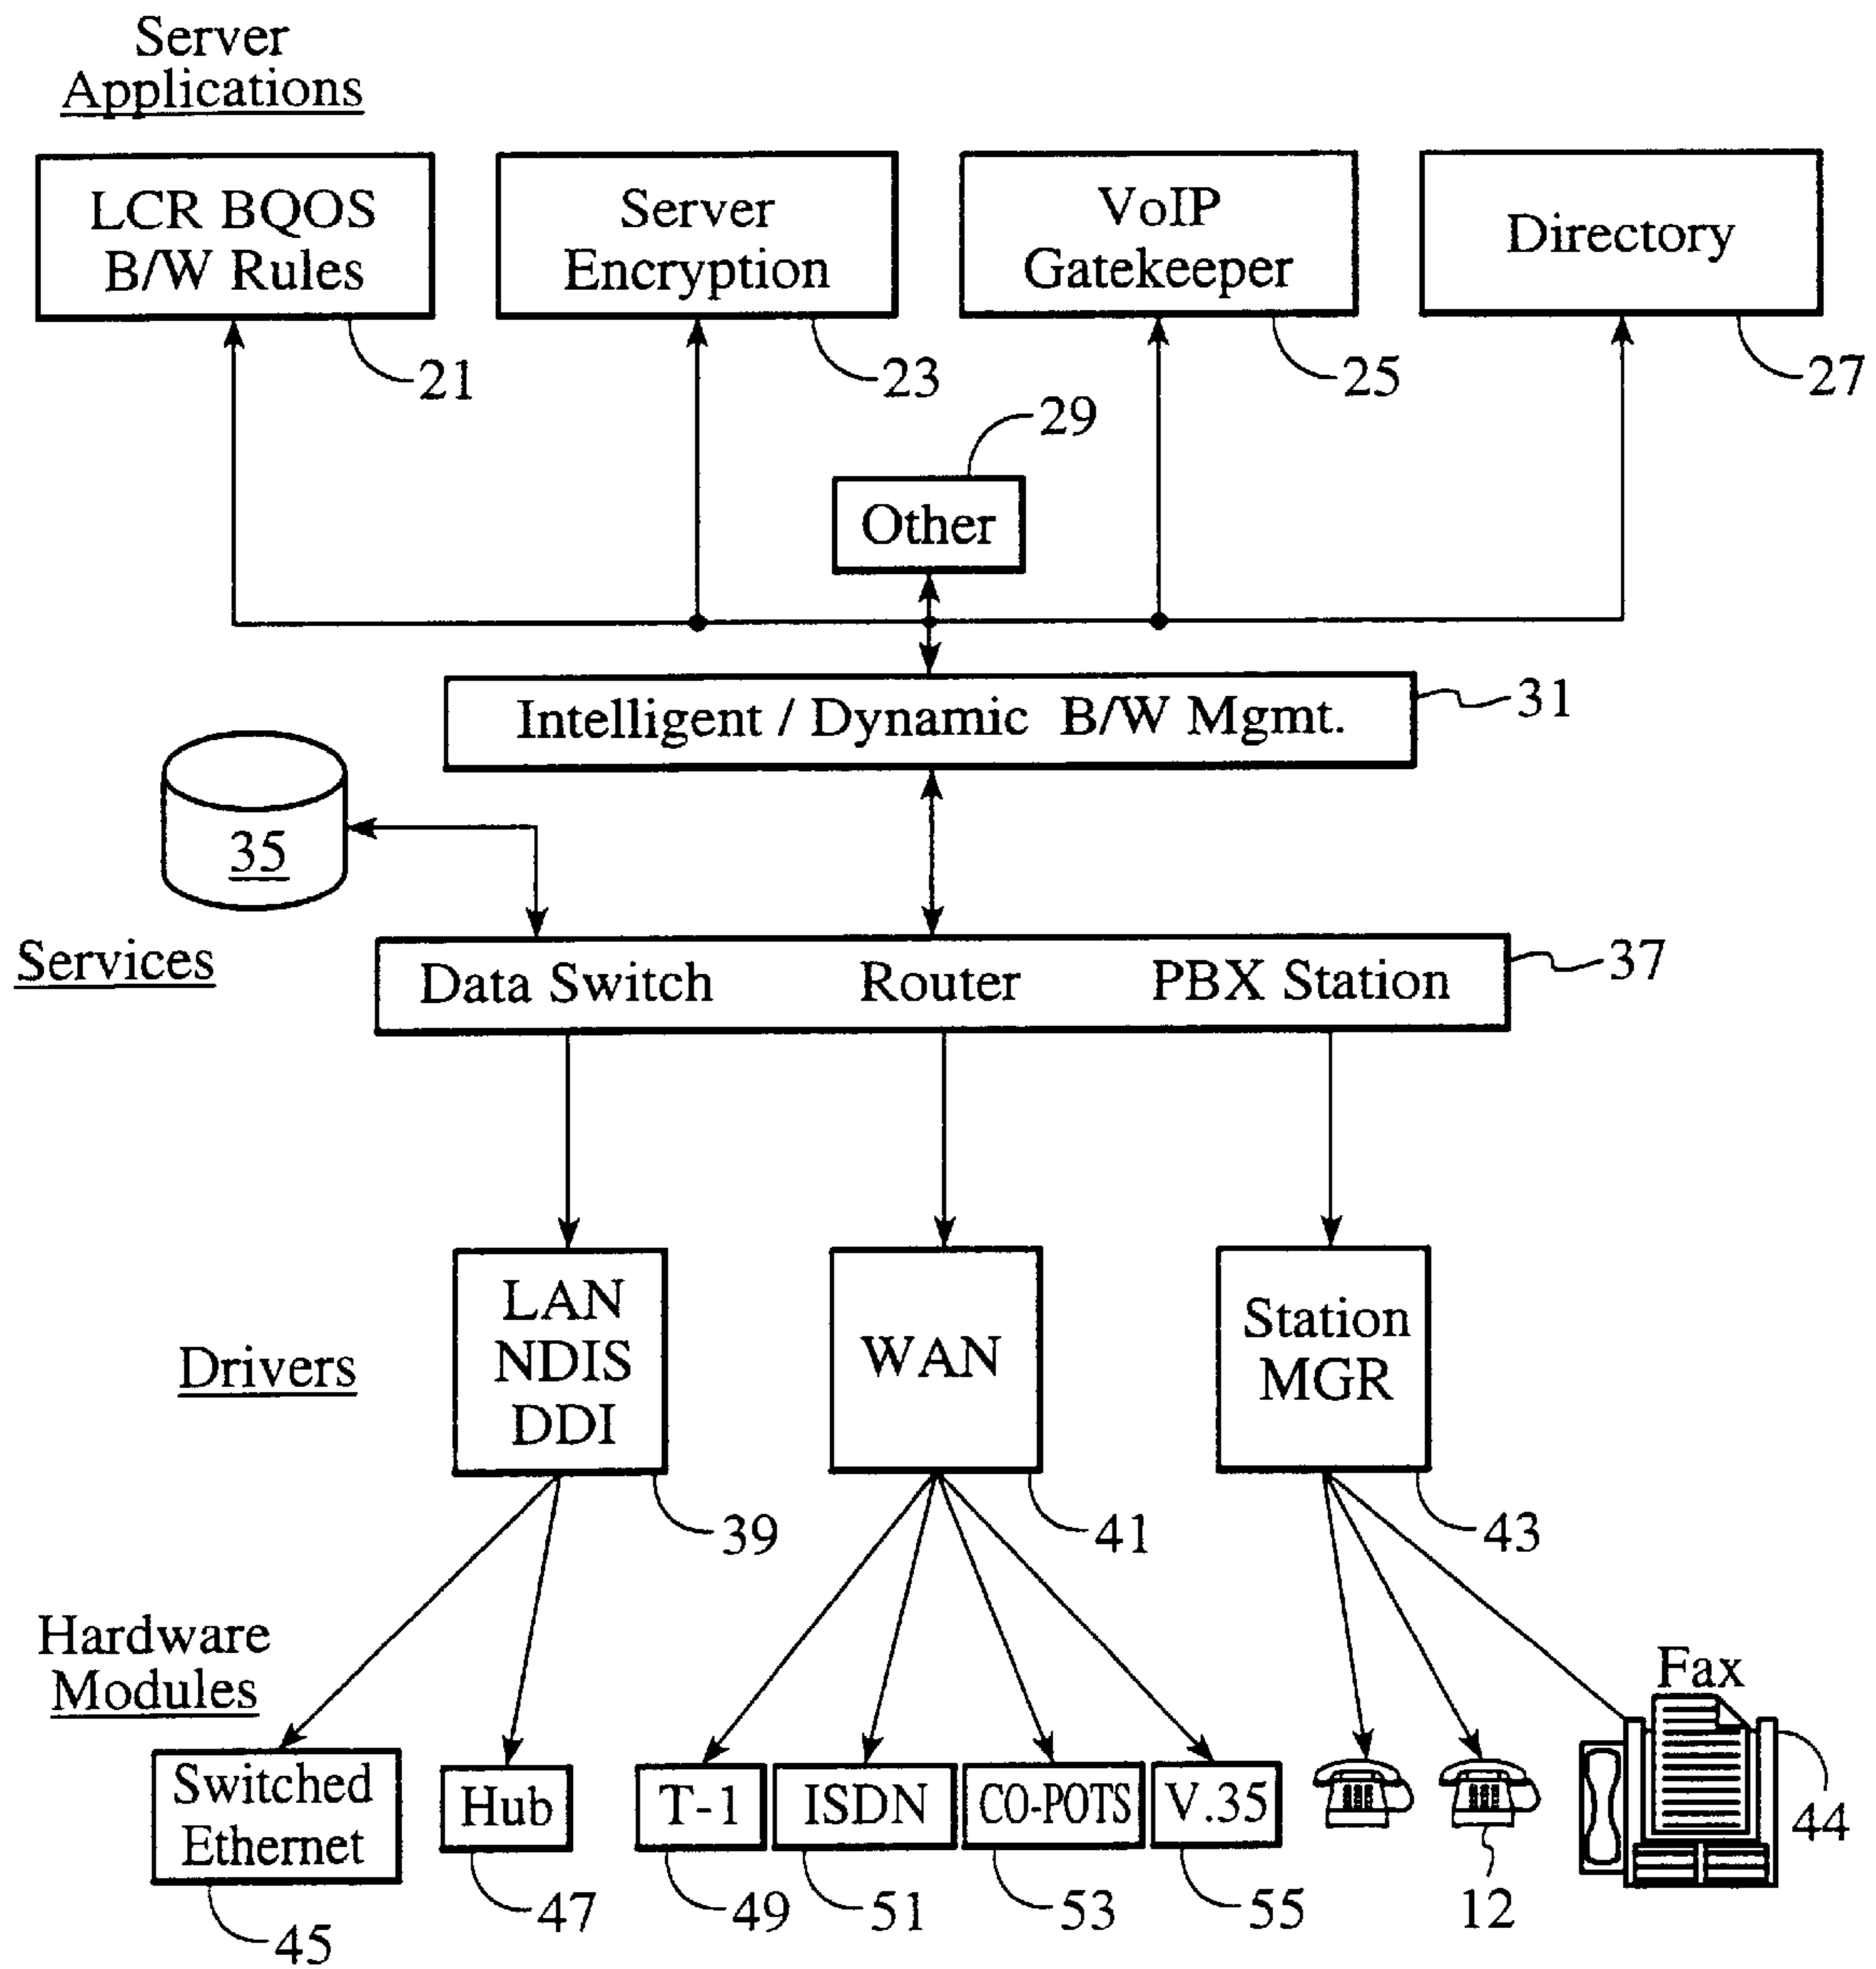 Server
Applications
LCR BQOS
B/W Rules
Server
Encryption
VoIP
Gatekeeper
Directory
21
23
25
27
29
Other
Intelligent / Dynamic B/W Mgmt.
31
35
Services
Data Switch Router PBX Station
37
Drivers
LAN
NDIS
DDI
WAN
Station
MGR
39
41
43
Hardware
Modules
Fax
Switched
Ethernet
Hub
T-1
ISDN
CO-POTS
V.35
44
45
47
49
51
53
55
12